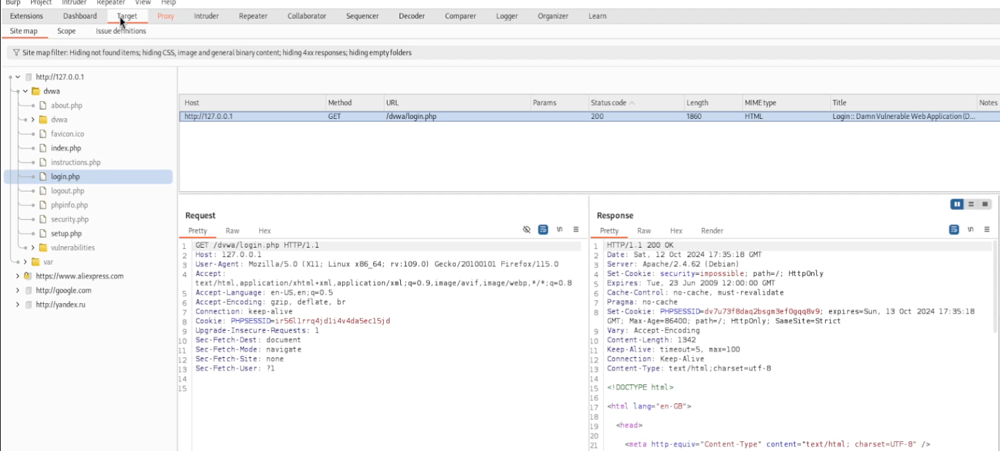 Burp Project Intruder Repeater View Help
Extensions Dashboard Target Proxy Intruder Repeater Collaborator Sequencer Decoder Comparer Logger Organizer Learn
Site map Scope Issue definitions
Site map filter: Hiding not found items; hiding CSS, image and general binary content; hiding 4xx responses; hiding empty folders
http://127.0.0.1
dvwa
about.php
dvwa
favicon.ico
index.php
instructions.php
login.php
logout.php
phpinfo.php
security.php
setup.php
vulnerabilities
var
https://www.aliexpress.com
http://google.com
http://yandex.ru
Host Method URL Params Status code Length MIME type Title Notes
http://127.0.0.1 GET /dvwa/login.php 200 1860 HTML Login :: Damn Vulnerable Web Application (D...
Request
Pretty Raw Hex
\n
1 GET /dvwa/login.php HTTP/1.1
2 Host: 127.0.0.1
3 User-Agent: Mozilla/5.0 (X11; Linux x86_64; rv:109.0) Gecko/20100101 Firefox/115.0
4 Accept:
text/html,application/xhtml+xml,application/xml;q=0.9,image/avif,image/webp,*/*;q=0.8
5 Accept-Language: en-US,en;q=0.5
6 Accept-Encoding: gzip, deflate, br
7 Connection: keep-alive
8 Cookie: PHPSESSID=ir56l1rrq4jd1i4v4da5ec15jd
9 Upgrade-Insecure-Requests: 1
10 Sec-Fetch-Dest: document
11 Sec-Fetch-Mode: navigate
12 Sec-Fetch-Site: none
13 Sec-Fetch-User: ?1
14
15
Response
Pretty Raw Hex Render
\n
1 HTTP/1.1 200 OK
2 Date: Sat, 12 Oct 2024 17:35:18 GMT
3 Server: Apache/2.4.62 (Debian)
4 Set-Cookie: security=impossible; path=/; HttpOnly
5 Expires: Tue, 23 Jun 2009 12:00:00 GMT
6 Cache-Control: no-cache, must-revalidate
7 Pragma: no-cache
8 Set-Cookie: PHPSESSID=dv7u73f8daq2bsgm3ef0gqq8v9; expires=Sun, 13 Oct 2024 17:35:18
GMT; Max-Age=86400; path=/; HttpOnly; SameSite=Strict
9 Vary: Accept-Encoding
10 Content-Length: 1342
11 Keep-Alive: timeout=5, max=100
12 Connection: Keep-Alive
13 Content-Type: text/html;charset=utf-8
14
15 <!DOCTYPE html>
16
17 <html lang="en-GB">
18
19 <head>
20
21 <meta http-equiv="Content-Type" content="text/html; charset=UTF-8" />